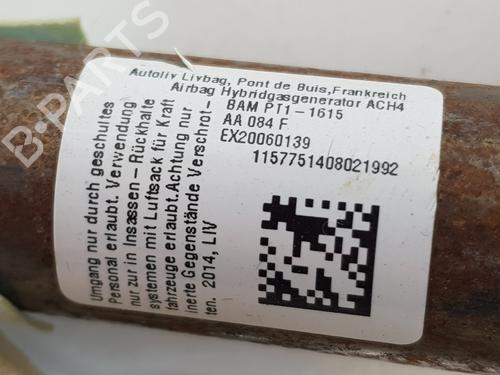 Autoliv Livbag, Pont de Buis,Frankreich
Airbag Hybridgasgenerator ACH4
BAM PT1-1615
AA 084 F
EX20060139
1157751408021992
Umgang nur durch geschultes
Personal erlaubt. Verwendung
nur zur in Insassen-Rückhalte
systemen mit Luftsack für Kraft
fahrzeuge erlaubt.Achtung nur
inerte Gegenstände Verschrot-
ten. 2014, LIV
B-PARTS